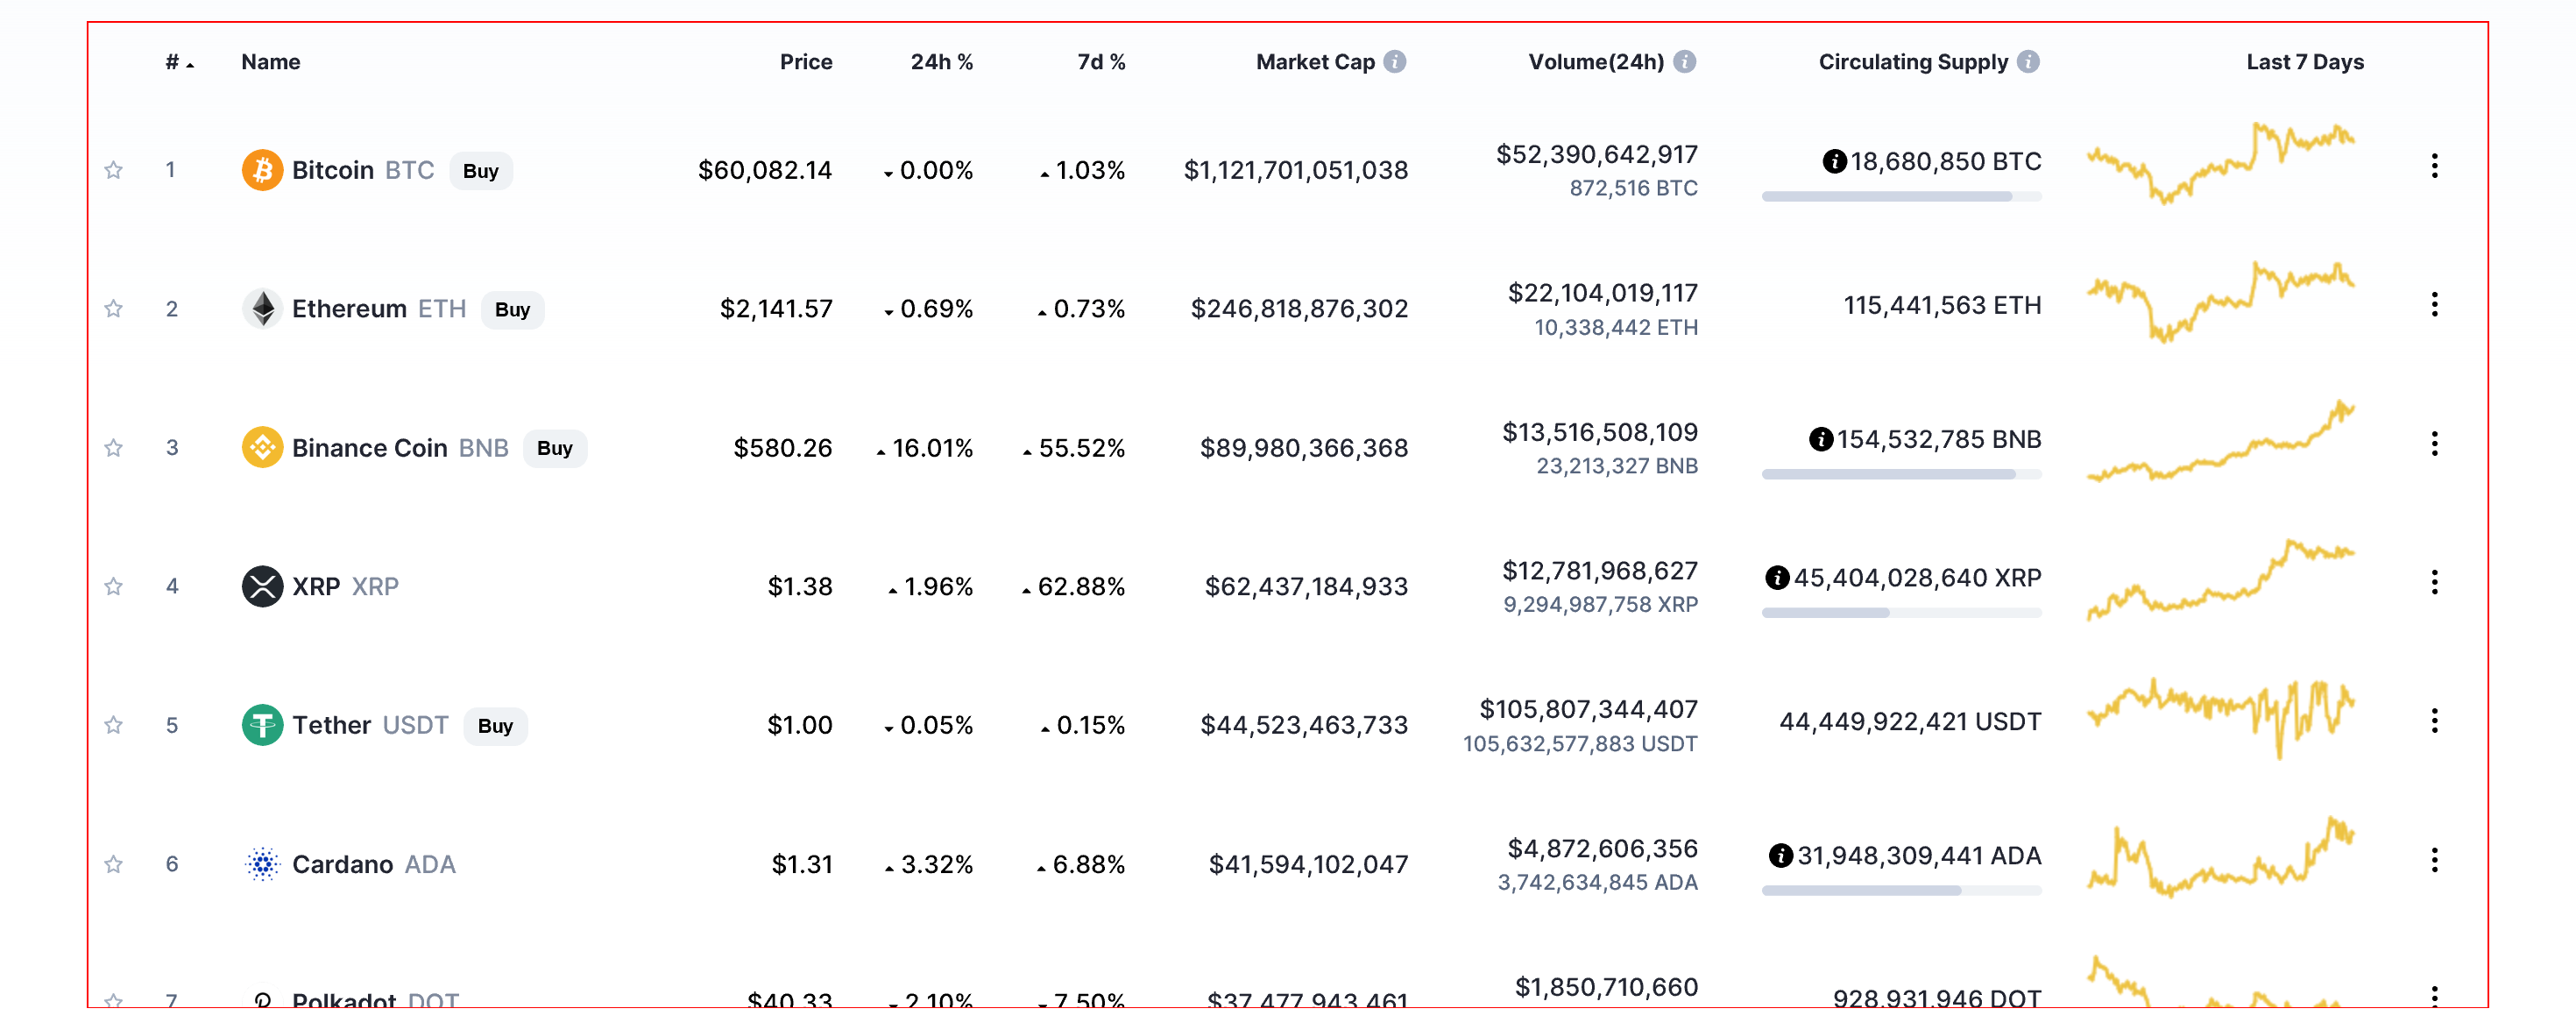 # Name Price 24h % 7d % Market Cap Volume(24h) Circulating Supply Last 7 Days
1 Bitcoin BTC Buy $60,082.14 0.00% 1.03% $1,121,701,051,038 $52,390,642,917 18,680,850 BTC
872,516 BTC
2 Ethereum ETH Buy $2,141.57 0.69% 0.73% $246,818,876,302 $22,104,019,117 115,441,563 ETH
10,338,442 ETH
3 Binance Coin BNB Buy $580.26 16.01% 55.52% $89,980,366,368 $13,516,508,109 154,532,785 BNB
23,213,327 BNB
4 XRP XRP $1.38 1.96% 62.88% $62,437,184,933 $12,781,968,627 45,404,028,640 XRP
9,294,987,758 XRP
5 Tether USDT Buy $1.00 0.05% 0.15% $44,523,463,733 $105,807,344,407 44,449,922,421 USDT
105,632,577,883 USDT
6 Cardano ADA $1.31 3.32% 6.88% $41,594,102,047 $4,872,606,356 31,948,309,441 ADA
3,742,634,845 ADA
7 Polkadot DOT $40.33 2.10% 7.50% $37,477,943,461 $1,850,710,660 928,931,946 DOT